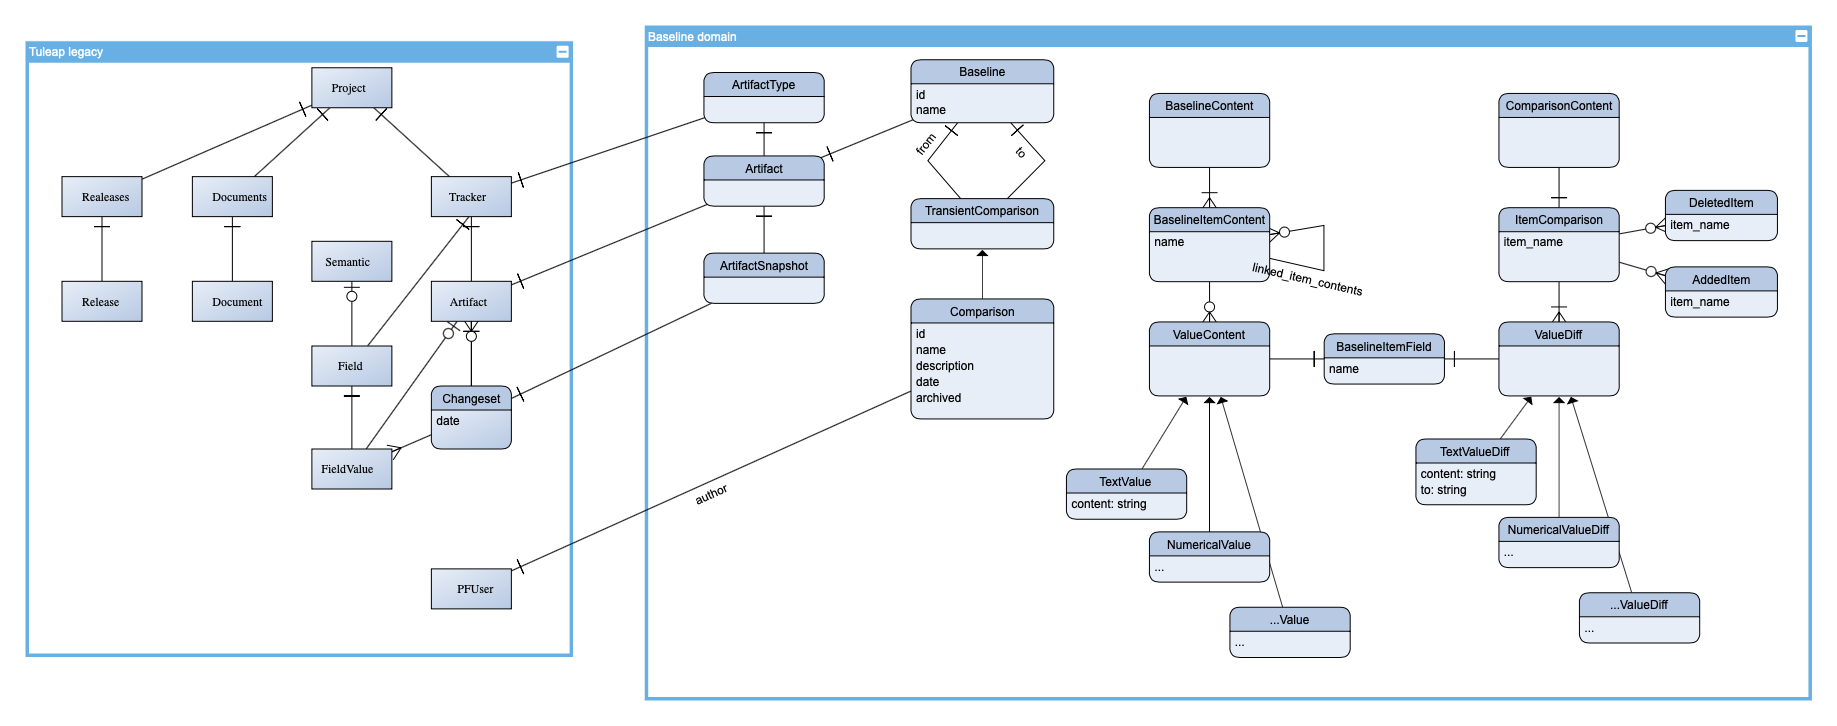 Tuleap legacy
Project
Realeases
Documents
Tracker
Semantic
Release
Document
Artifact
Field
Changeset
date
FieldValue
PFUser
Baseline domain
ArtifactType
Baseline
id
name
Artifact
from
to
TransientComparison
ArtifactSnapshot
Comparison
id
name
description
date
archived
author
BaselineContent
BaselineItemContent
name
linked_item_contents
ValueContent
BaselineItemField
name
TextValue
content: string
NumericalValue
...
...Value
...
ComparisonContent
ItemComparison
item_name
DeletedItem
item_name
AddedItem
item_name
ValueDiff
TextValueDiff
content: string
to: string
NumericalValueDiff
...
...ValueDiff
...